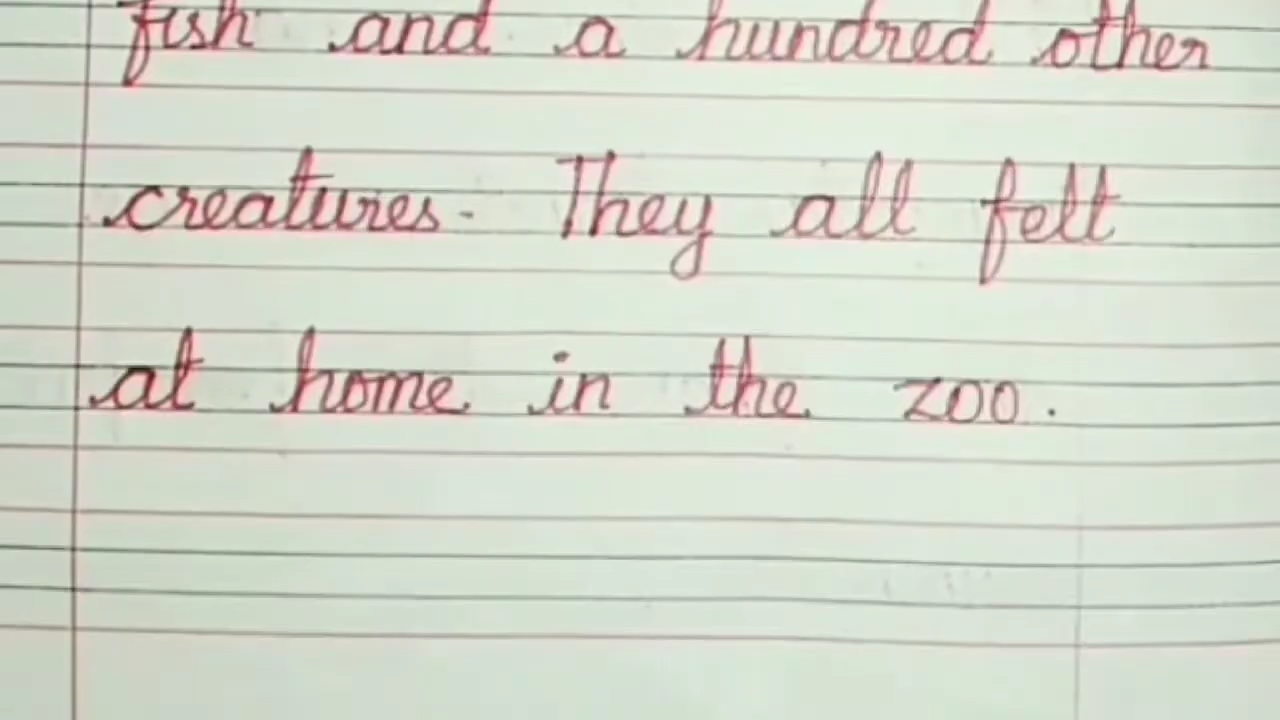 fish and a hundred other
creatures. They all felt
at home in the zoo.